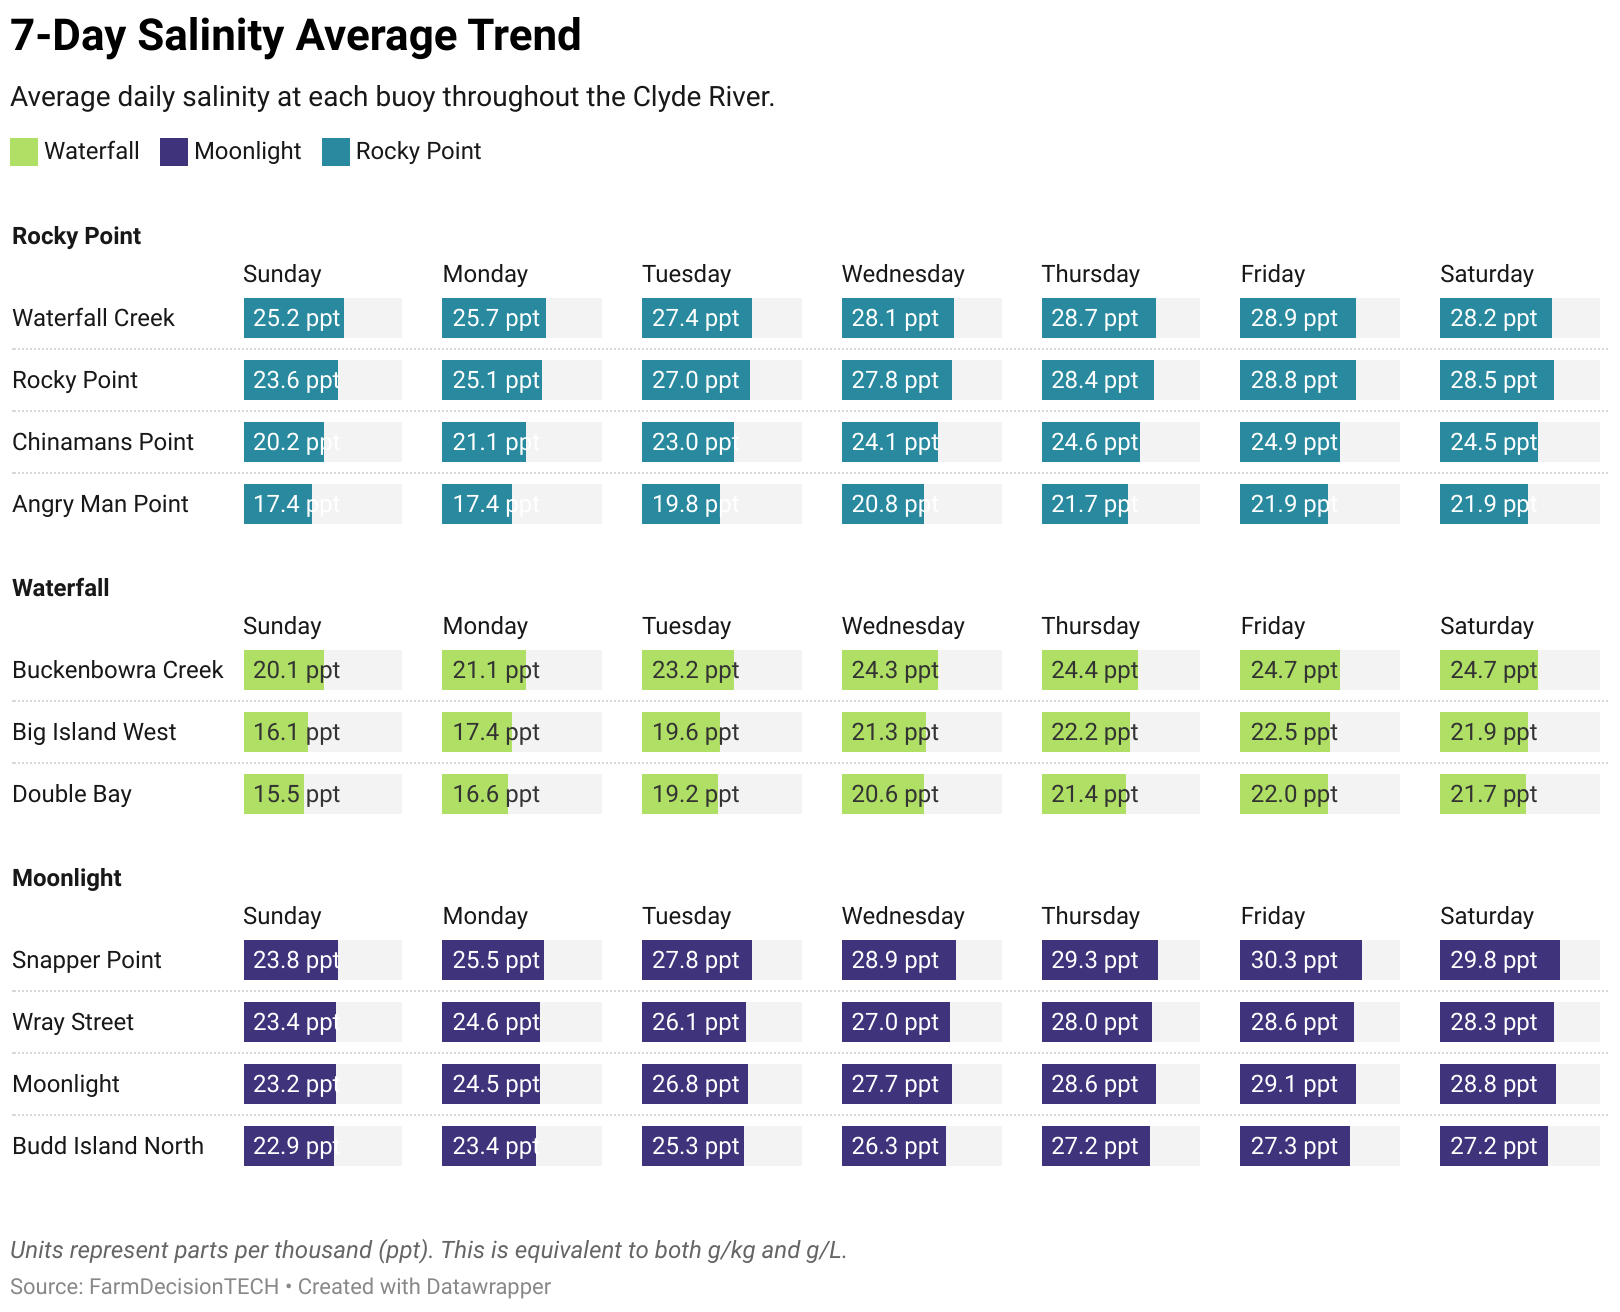 7-Day Salinity Average Trend
Average daily salinity at each buoy throughout the Clyde River.
Waterfall Moonlight Rocky Point
Rocky Point
Sunday Monday Tuesday Wednesday Thursday Friday Saturday
Waterfall Creek 25.2 ppt 25.7 ppt 27.4 ppt 28.1 ppt 28.7 ppt 28.9 ppt 28.2 ppt
Rocky Point 23.6 ppt 25.1 ppt 27.0 ppt 27.8 ppt 28.4 ppt 28.8 ppt 28.5 ppt
Chinamans Point 20.2 ppt 21.1 ppt 23.0 ppt 24.1 ppt 24.6 ppt 24.9 ppt 24.5 ppt
Angry Man Point 17.4 ppt 17.4 ppt 19.8 ppt 20.8 ppt 21.7 ppt 21.9 ppt 21.9 ppt
Waterfall
Sunday Monday Tuesday Wednesday Thursday Friday Saturday
Buckenbowra Creek 20.1 ppt 21.1 ppt 23.2 ppt 24.3 ppt 24.4 ppt 24.7 ppt 24.7 ppt
Big Island West 16.1 ppt 17.4 ppt 19.6 ppt 21.3 ppt 22.2 ppt 22.5 ppt 21.9 ppt
Double Bay 15.5 ppt 16.6 ppt 19.2 ppt 20.6 ppt 21.4 ppt 22.0 ppt 21.7 ppt
Moonlight
Sunday Monday Tuesday Wednesday Thursday Friday Saturday
Snapper Point 23.8 ppt 25.5 ppt 27.8 ppt 28.9 ppt 29.3 ppt 30.3 ppt 29.8 ppt
Wray Street 23.4 ppt 24.6 ppt 26.1 ppt 27.0 ppt 28.0 ppt 28.6 ppt 28.3 ppt
Moonlight 23.2 ppt 24.5 ppt 26.8 ppt 27.7 ppt 28.6 ppt 29.1 ppt 28.8 ppt
Budd Island North 22.9 ppt 23.4 ppt 25.3 ppt 26.3 ppt 27.2 ppt 27.3 ppt 27.2 ppt
Units represent parts per thousand (ppt). This is equivalent to both g/kg and g/L.
Source: FarmDecisionTECH • Created with Datawrapper